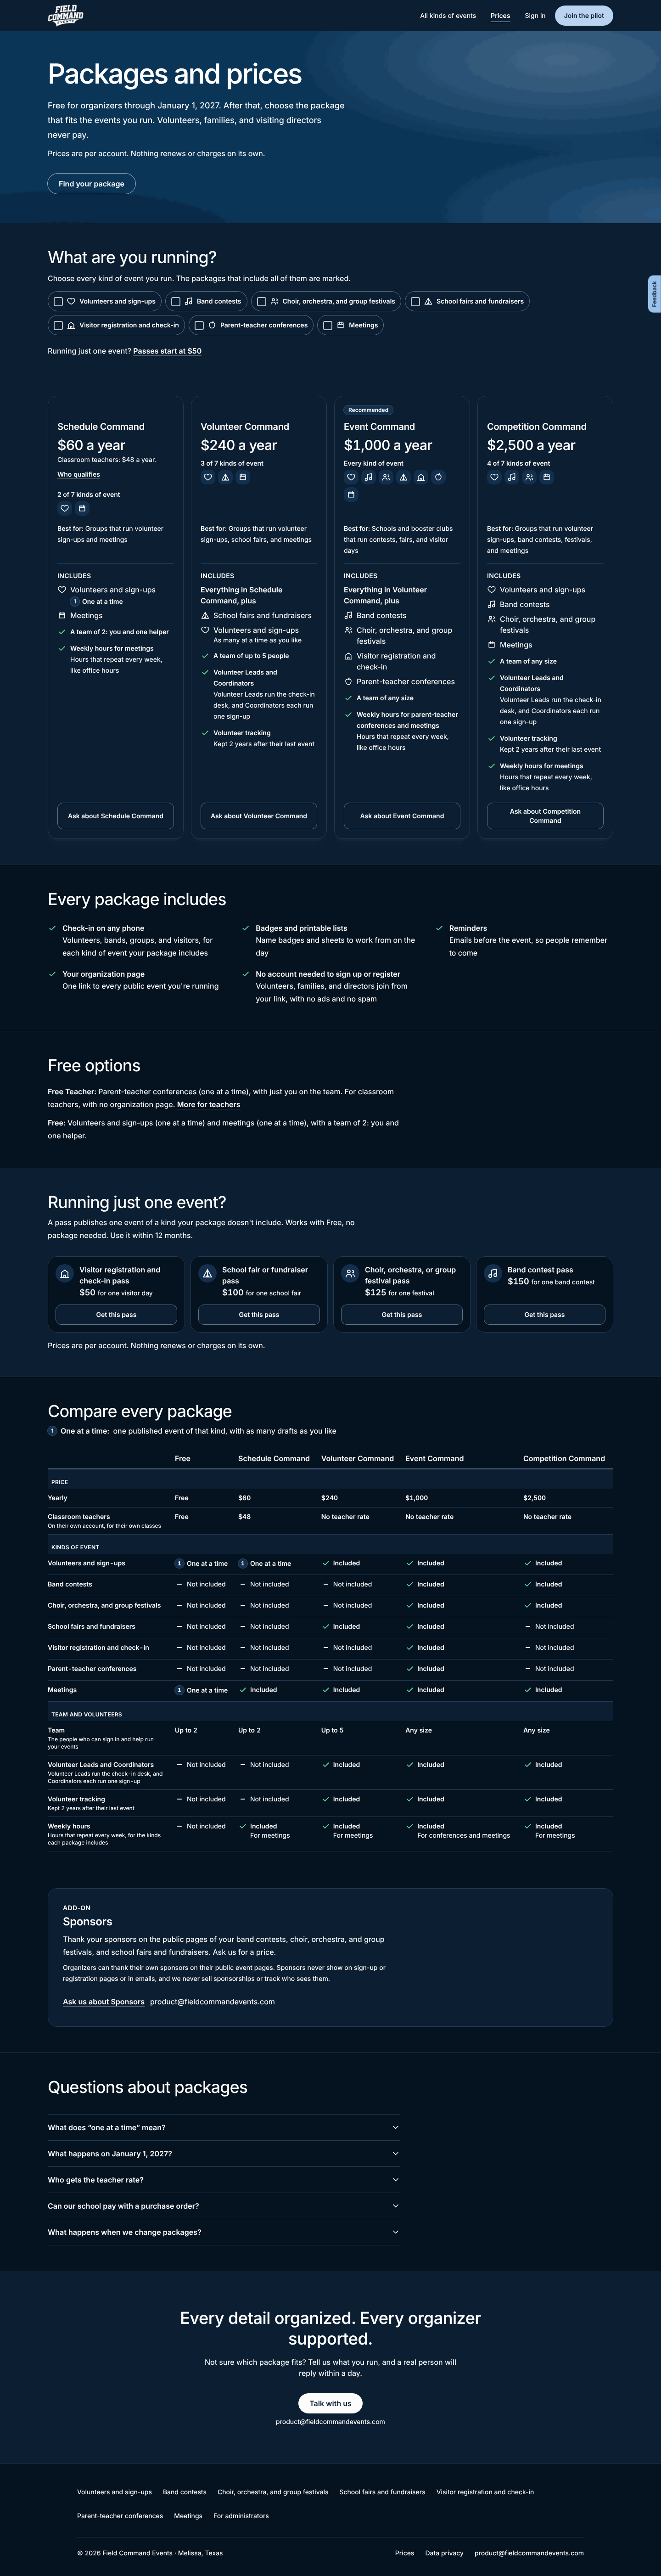 FIELD
COMMAND
All kinds of events
Prices
Sign in
Join the pilot
Packages and prices
Free for organizers through January 1, 2027. After that, choose the package
that fits the events you run. Volunteers, families, and visiting directors
never pay.
Prices are per account. Nothing renews or charges on its own.
Find your package
Feedback
What are you running?
Choose every kind of event you run. The packages that include all of them are marked.
Volunteers and sign-ups
Band contests
Choir, orchestra, and group festivals
School fairs and fundraisers
Visitor registration and check-in
Parent-teacher conferences
Meetings
Running just one event? Passes start at $50
Schedule Command
$60 a year
Classroom teachers: $48 a year.
Who qualifies
2 of 7 kinds of event
Best for: Groups that run volunteer
sign-ups and meetings
INCLUDES
Volunteers and sign-ups
1 One at a time
Meetings
A team of 2: you and one helper
Weekly hours for meetings
Hours that repeat every week,
like office hours
Ask about Schedule Command
Volunteer Command
$240 a year
3 of 7 kinds of event
Best for: Groups that run volunteer
sign-ups, school fairs, and meetings
INCLUDES
Everything in Schedule
Command, plus
School fairs and fundraisers
Volunteers and sign-ups
As many at a time as you like
A team of up to 5 people
Volunteer Leads and
Coordinators
Volunteer Leads run the check-in
desk, and Coordinators each run
one sign-up
Volunteer tracking
Kept 2 years after their last event
Ask about Volunteer Command
Recommended
Event Command
$1,000 a year
Every kind of event
Best for: Schools and booster clubs
that run contests, fairs, and visitor
days
INCLUDES
Everything in Volunteer
Command, plus
Band contests
Choir, orchestra, and group
festivals
Visitor registration and
check-in
Parent-teacher conferences
A team of any size
Weekly hours for parent-teacher
conferences and meetings
Hours that repeat every week,
like office hours
Ask about Event Command
Competition Command
$2,500 a year
4 of 7 kinds of event
Best for: Groups that run volunteer
sign-ups, band contests, festivals,
and meetings
INCLUDES
Volunteers and sign-ups
Band contests
Choir, orchestra, and group
festivals
Meetings
A team of any size
Volunteer Leads and
Coordinators
Volunteer Leads run the check-in
desk, and Coordinators each run
one sign-up
Volunteer tracking
Kept 2 years after their last event
Weekly hours for meetings
Hours that repeat every week,
like office hours
Ask about Competition
Command
Every package includes
Check-in on any phone
Volunteers, bands, groups, and visitors, for
each kind of event your package includes
Badges and printable lists
Name badges and sheets to work from on the
day
Reminders
Emails before the event, so people remember
to come
Your organization page
One link to every public event you're running
No account needed to sign up or register
Volunteers, families, and directors join from
your link, with no ads and no spam
Free options
Free Teacher: Parent-teacher conferences (one at a time), with just you on the team. For classroom
teachers, with no organization page. More for teachers
Free: Volunteers and sign-ups (one at a time) and meetings (one at a time), with a team of 2: you and
one helper.
Running just one event?
A pass publishes one event of a kind your package doesn't include. Works with Free, no
package needed. Use it within 12 months.
Visitor registration and
check-in pass
$50 for one visitor day
Get this pass
School fair or fundraiser
pass
$100 for one school fair
Get this pass
Choir, orchestra, or group
festival pass
$125 for one festival
Get this pass
Band contest pass
$150 for one band contest
Get this pass
Prices are per account. Nothing renews or charges on its own.
Compare every package
1 One at a time: one published event of that kind, with as many drafts as you like
Free Schedule Command Volunteer Command Event Command Competition Command
PRICE
Yearly Free $60 $240 $1,000 $2,500
Classroom teachers Free $48 No teacher rate No teacher rate No teacher rate
On their own account, for their own classes
KINDS OF EVENT
Volunteers and sign-ups 1 One at a time 1 One at a time Included Included Included
Band contests Not included Not included Not included Included Included
Choir, orchestra, and group festivals Not included Not included Not included Included Included
School fairs and fundraisers Not included Not included Included Included Not included
Visitor registration and check-in Not included Not included Not included Included Not included
Parent-teacher conferences Not included Not included Not included Included Not included
Meetings 1 One at a time Included Included Included Included
TEAM AND VOLUNTEERS
Team Up to 2 Up to 2 Up to 5 Any size Any size
The people who can sign in and help run
your events
Volunteer Leads and Coordinators Not included Not included Included Included Included
Volunteer Leads run the check-in desk, and
Coordinators each run one sign-up
Volunteer tracking Not included Not included Included Included Included
Kept 2 years after their last event
Weekly hours Not included Included Included Included Included
Hours that repeat every week, for the kinds
each package includes
For meetings For meetings For conferences and meetings For meetings
ADD-ON
Sponsors
Thank your sponsors on the public pages of your band contests, choir, orchestra, and group
festivals, and school fairs and fundraisers. Ask us for a price.
Organizers can thank their own sponsors on their public event pages. Sponsors never show on sign-up or
registration pages or in emails, and we never sell sponsorships or track who sees them.
Ask us about Sponsors product@fieldcommandevents.com
Questions about packages
What does “one at a time” mean?
What happens on January 1, 2027?
Who gets the teacher rate?
Can our school pay with a purchase order?
What happens when we change packages?
Every detail organized. Every organizer
supported.
Not sure which package fits? Tell us what you run, and a real person will
reply within a day.
Talk with us
product@fieldcommandevents.com
Volunteers and sign-ups
Band contests
Choir, orchestra, and group festivals
School fairs and fundraisers
Visitor registration and check-in
Parent-teacher conferences
Meetings
For administrators
© 2026 Field Command Events · Melissa, Texas
Prices
Data privacy
product@fieldcommandevents.com